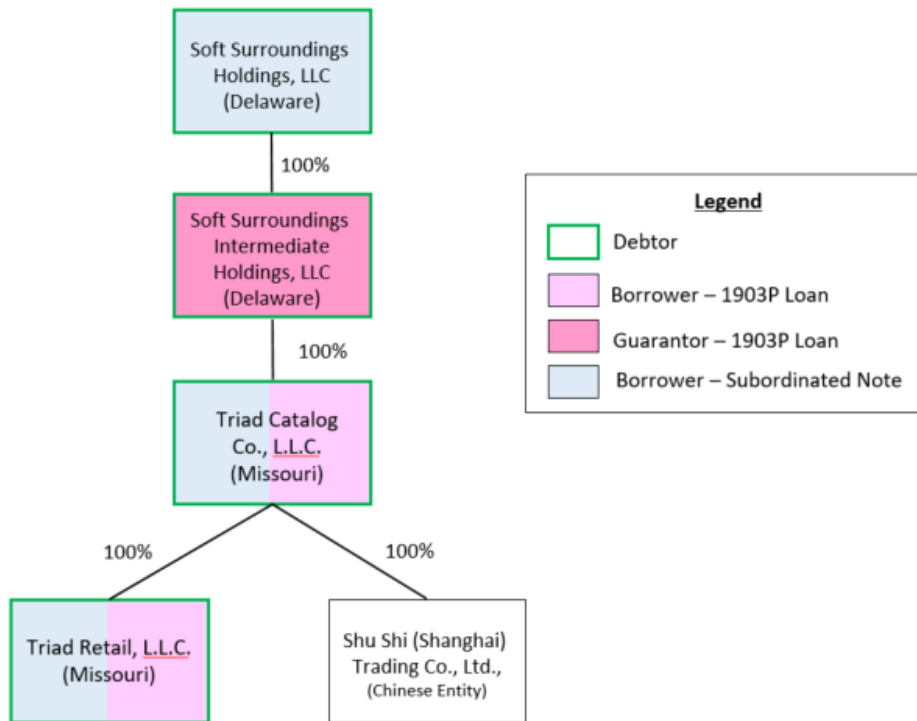 Soft Surroundings
Holdings, LLC
(Delaware)
100%
Soft Surroundings
Intermediate
Holdings, LLC
(Delaware)
100%
Triad Catalog
Co., L.L.C.
(Missouri)
100%
100%
Triad Retail, L.L.C.
(Missouri)
Shu Shi (Shanghai)
Trading Co., Ltd.,
(Chinese Entity)
Legend
Debtor
Borrower – 1903P Loan
Guarantor – 1903P Loan
Borrower – Subordinated Note